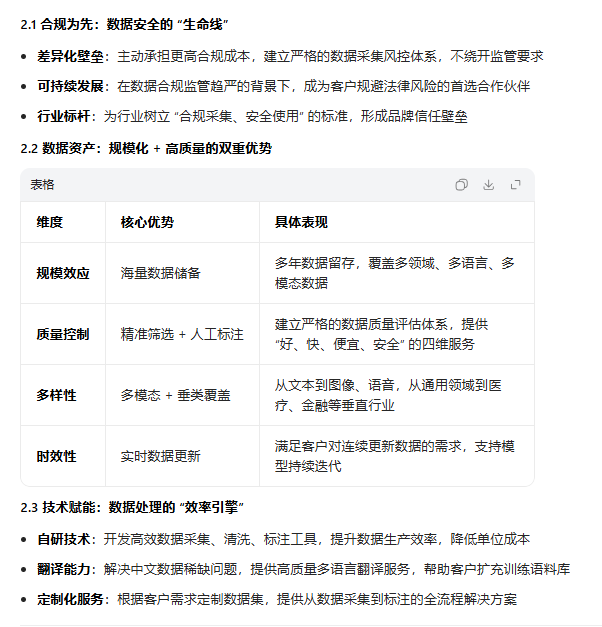 2.1 合规为先：数据安全的 “生命线”
差异化壁垒：主动承担更高合规成本，建立严格的数据采集风控体系，不绕开监管要求
可持续发展：在数据合规监管趋严的背景下，成为客户规避法律风险的首选合作伙伴
行业标杆：为行业树立 “合规采集、安全使用” 的标准，形成品牌信任壁垒
2.2 数据资产：规模化 + 高质量的双重优势
表格
维度 核心优势 具体表现
规模效应 海量数据储备 多年数据留存，覆盖多领域、多语言、多
模态数据
质量控制 精准筛选 + 人工标注 建立严格的数据质量评估体系，提供
“好、快、便宜、安全” 的四维服务
多样性 多模态 + 垂类覆盖 从文本到图像、语音，从通用领域到医
疗、金融等垂直行业
时效性 实时数据更新 满足客户对连续更新数据的需求，支持模
型持续迭代
2.3 技术赋能：数据处理的 “效率引擎”
自研技术：开发高效数据采集、清洗、标注工具，提升数据生产效率，降低单位成本
翻译能力：解决中文数据稀缺问题，提供高质量多语言翻译服务，帮助客户扩充训练语料库
定制化服务：根据客户需求定制数据集，提供从数据采集到标注的全流程解决方案